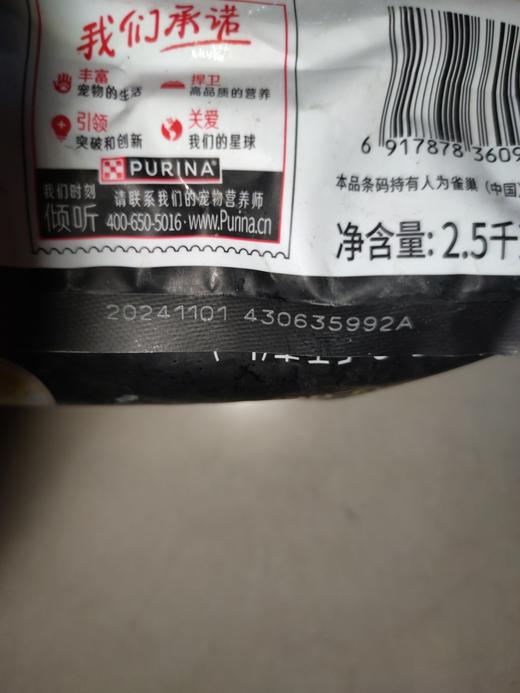 我们承诺
丰富
宠物的生活
捍卫
高品质的营养
引领
突破和创新
关爱
我们的星球
PURINA
我们时刻
倾听
请联系我们的宠物营养师
400-650-5016·www.Purina.cn
6 917878 3609
本品条码持有人为雀巢（中国）
净含量: 2.5千
20241101 430635992A